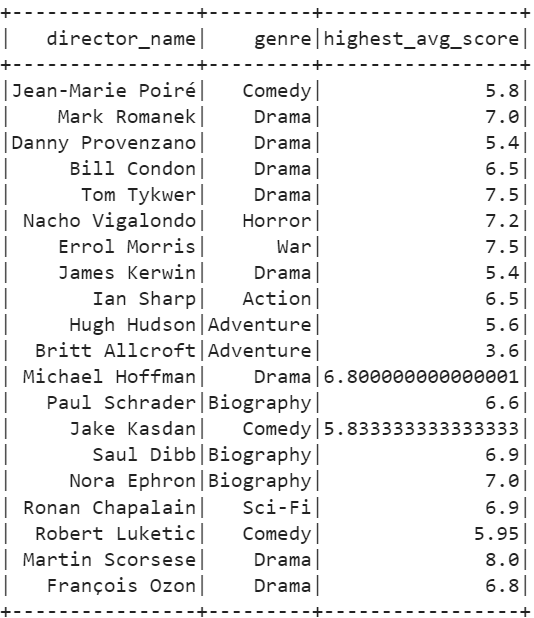 +----------------+---------+-----------------+
|   director_name|    genre|highest_avg_score|
+----------------+---------+-----------------+
|Jean-Marie Poiré|   Comedy|              5.8|
|    Mark Romanek|    Drama|              7.0|
|Danny Provenzano|    Drama|              5.4|
|     Bill Condon|    Drama|              6.5|
|      Tom Tykwer|    Drama|              7.5|
| Nacho Vigalondo|   Horror|              7.2|
|    Errol Morris|      War|              7.5|
|    James Kerwin|    Drama|              5.4|
|       Ian Sharp|   Action|              6.5|
|     Hugh Hudson|Adventure|              5.6|
|  Britt Allcroft|Adventure|              3.6|
| Michael Hoffman|    Drama|6.800000000000001|
|   Paul Schrader|Biography|              6.6|
|     Jake Kasdan|   Comedy|5.833333333333333|
|       Saul Dibb|Biography|              6.9|
|     Nora Ephron|Biography|              7.0|
| Ronan Chapalain|   Sci-Fi|              6.9|
|  Robert Luketic|   Comedy|             5.95|
| Martin Scorsese|    Drama|              8.0|
|   François Ozon|    Drama|              6.8|
+----------------+---------+-----------------+